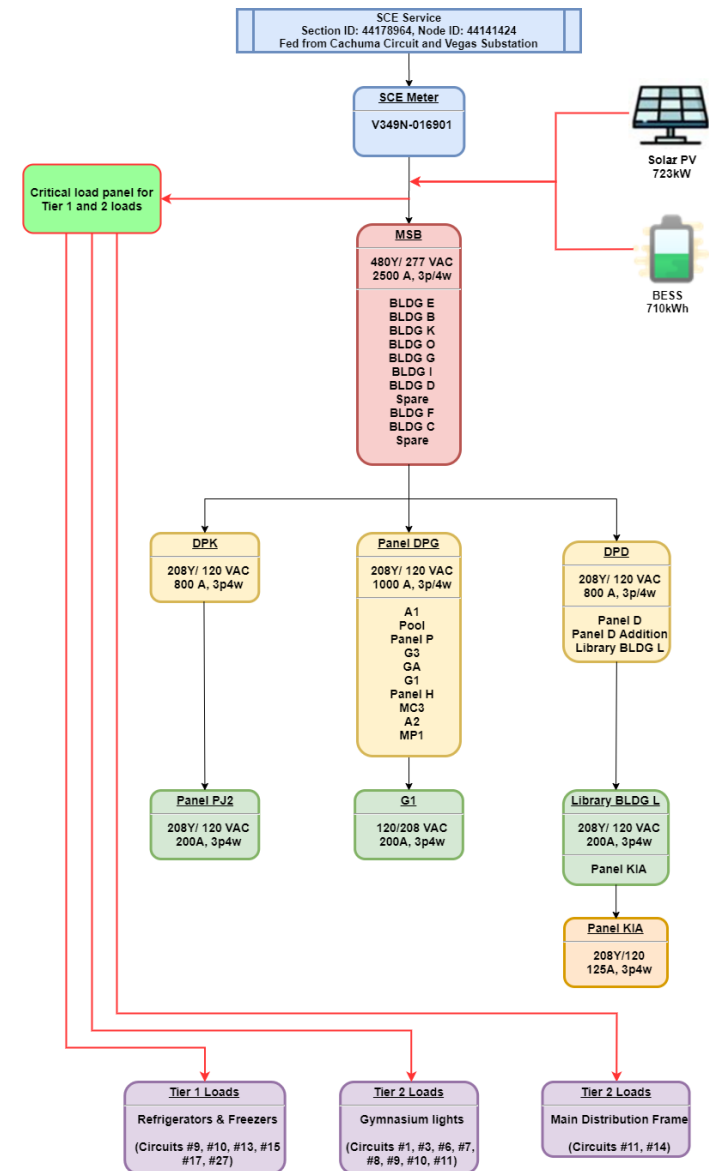 SCE Service
Section ID: 44178964, Node ID: 44141424
Fed from Cachuma Circuit and Vegas Substation
SCE Meter
V349N-016901
Solar PV
723kW
Critical load panel for
Tier 1 and 2 loads
MSB
480Y/ 277 VAC
2500 A, 3p/4w
BLDG E
BLDG B
BLDG K
BLDG O
BLDG G
BLDG I
BLDG D
Spare
BLDG F
BLDG C
Spare
BESS
710kWh
DPK
208Y/ 120 VAC
800 A, 3p4w
Panel DPG
208Y/ 120 VAC
1000 A, 3p/4w
A1
Pool
Panel P
G3
GA
G1
Panel H
MC3
A2
MP1
DPD
208Y/ 120 VAC
800 A, 3p/4w
Panel D
Panel D Addition
Library BLDG L
Panel PJ2
208Y/ 120 VAC
200A, 3p4w
G1
120/208 VAC
200A, 3p4w
Library BLDG L
208Y/ 120 VAC
200A, 3p4w
Panel KIA
Panel KIA
208Y/120
125A, 3p4w
Tier 1 Loads
Refrigerators & Freezers
(Circuits #9, #10, #13, #15
#17, #27)
Tier 2 Loads
Gymnasium lights
(Circuits #1, #3, #6, #7,
#8, #9, #10, #11)
Tier 2 Loads
Main Distribution Frame
(Circuits #11, #14)